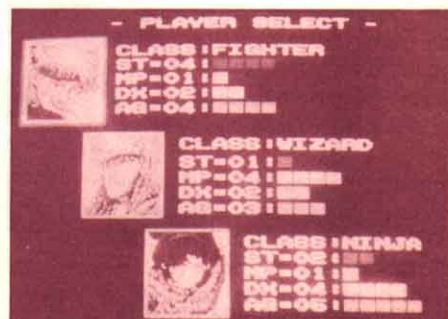 - PLAYER SELECT -
CLASS:FIGHTER
ST=04:
MP=01:
DX=02:
AG=04:
CLASS:WIZARD
ST=01:
MP=04:
DX=02:
AG=03:
CLASS:NINJA
ST=02:
MP=01:
DX=04:
AG=05: